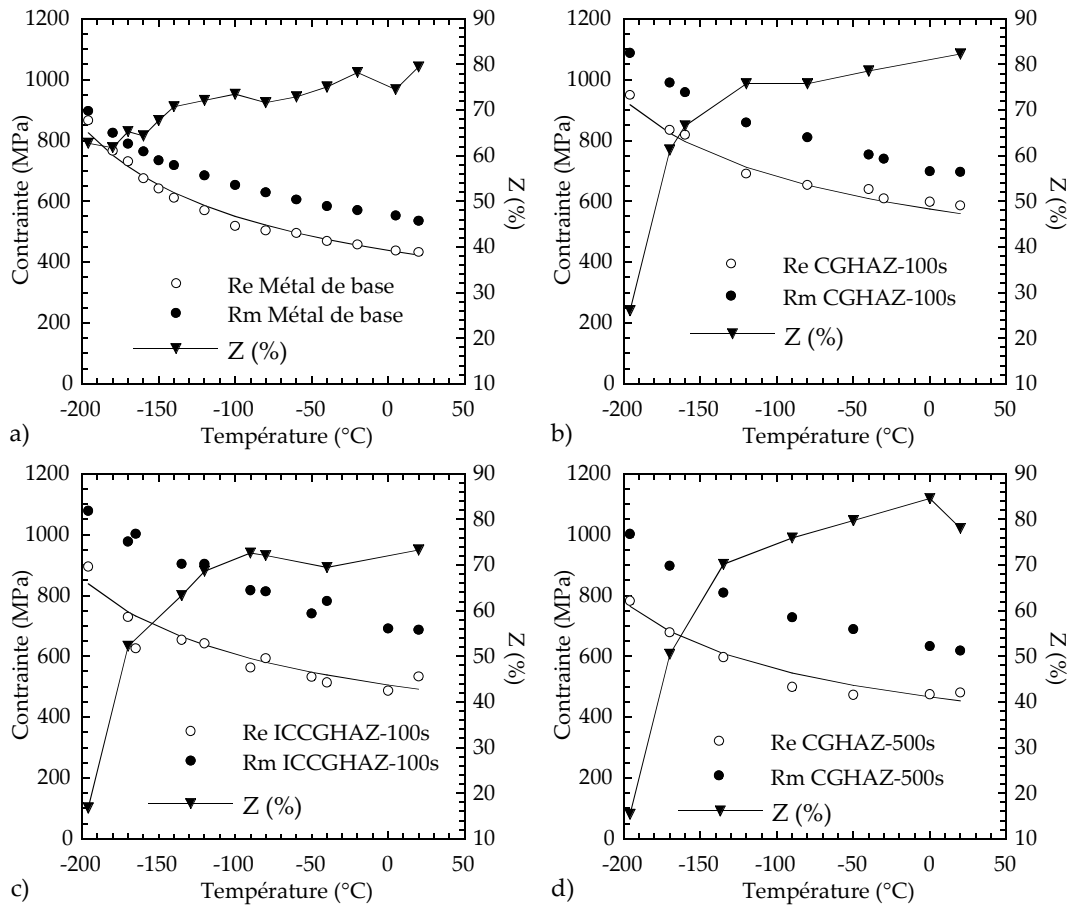 1200
1000
800
600
400
200
0
Contrainte (MPa)
90
80
70
60
50
40
30
20
10
Z (%)
Re Métal de base
Rm Métal de base
Z (%)
-200 -150 -100 -50 0 50
Température (°C)
a)
1200
1000
800
600
400
200
0
Contrainte (MPa)
90
80
70
60
50
40
30
20
10
Z (%)
Re CGHAZ-100s
Rm CGHAZ-100s
Z (%)
-200 -150 -100 -50 0 50
Température (°C)
b)
1200
1000
800
600
400
200
0
Contrainte (MPa)
90
80
70
60
50
40
30
20
10
Z (%)
Re ICCGHAZ-100s
Rm ICCGHAZ-100s
Z (%)
-200 -150 -100 -50 0 50
Température (°C)
c)
1200
1000
800
600
400
200
0
Contrainte (MPa)
90
80
70
60
50
40
30
20
10
Z (%)
Re CGHAZ-500s
Rm CGHAZ-500s
Z (%)
-200 -150 -100 -50 0 50
Température (°C)
d)